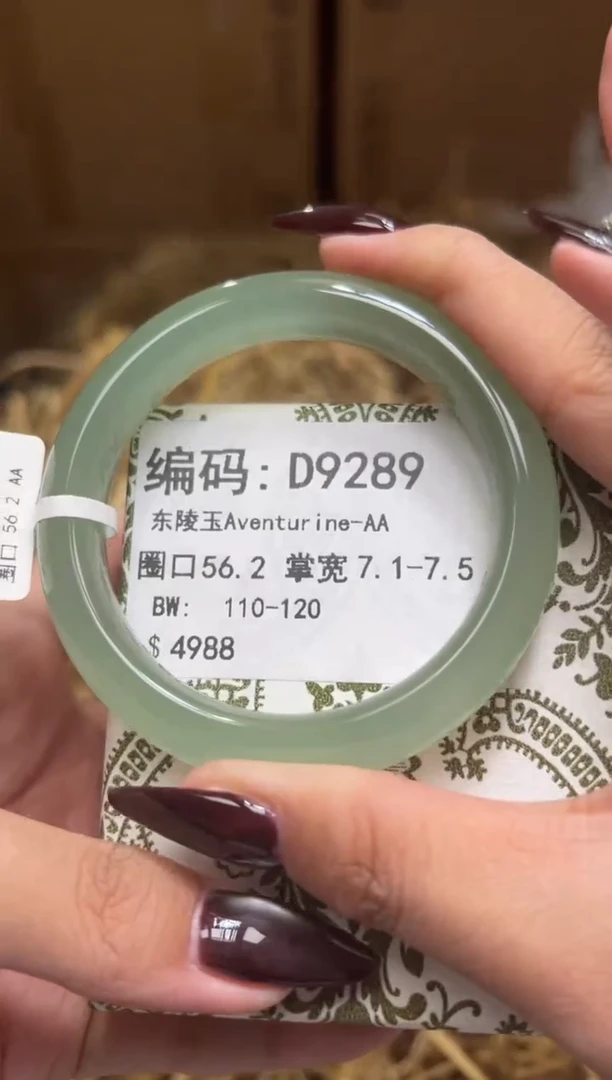 编码: D9289
东陵玉Aventurine-AA
圈口56.2 掌宽 7.1-7.5
BW: 110-120
$ 4988
圈口 56.2 AA